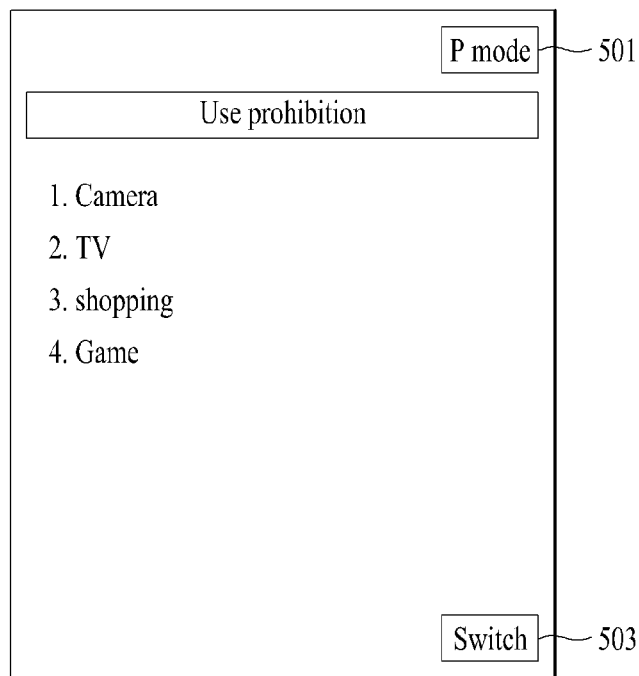 P mode 501
Use prohibition
1. Camera
2. TV
3. shopping
4. Game
Switch 503